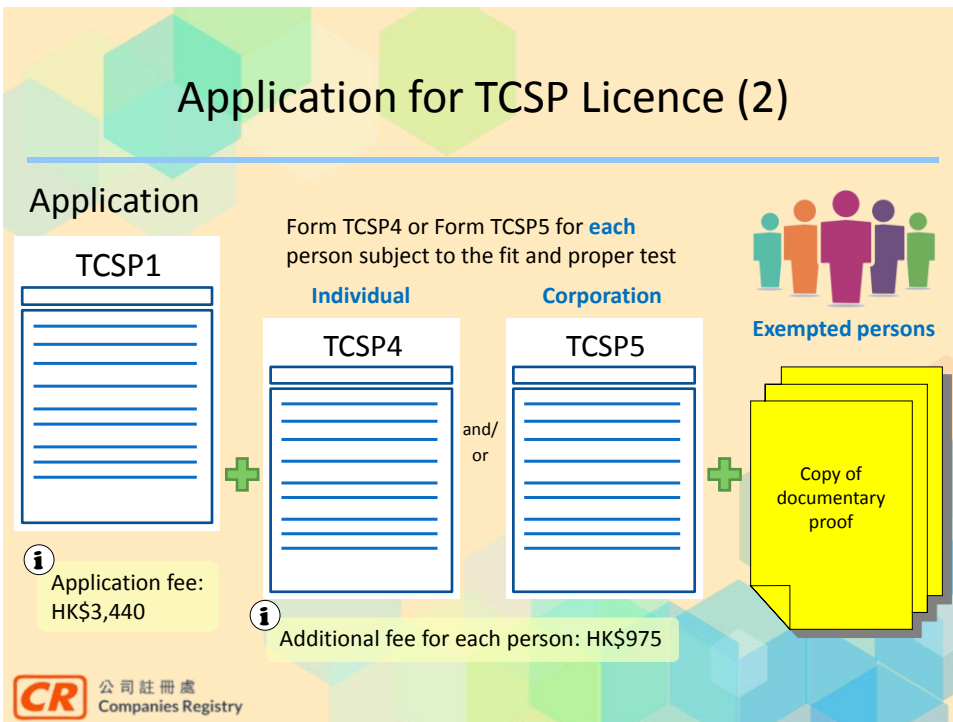 Application for TCSP Licence (2)
Application
TCSP1
Application fee:
HK$3,440
Form TCSP4 or Form TCSP5 for each
person subject to the fit and proper test
Individual
TCSP4
and/
or
Corporation
TCSP5
Additional fee for each person: HK$975
Exempted persons
Copy of
documentary
proof
CR
公司註冊處
Companies Registry